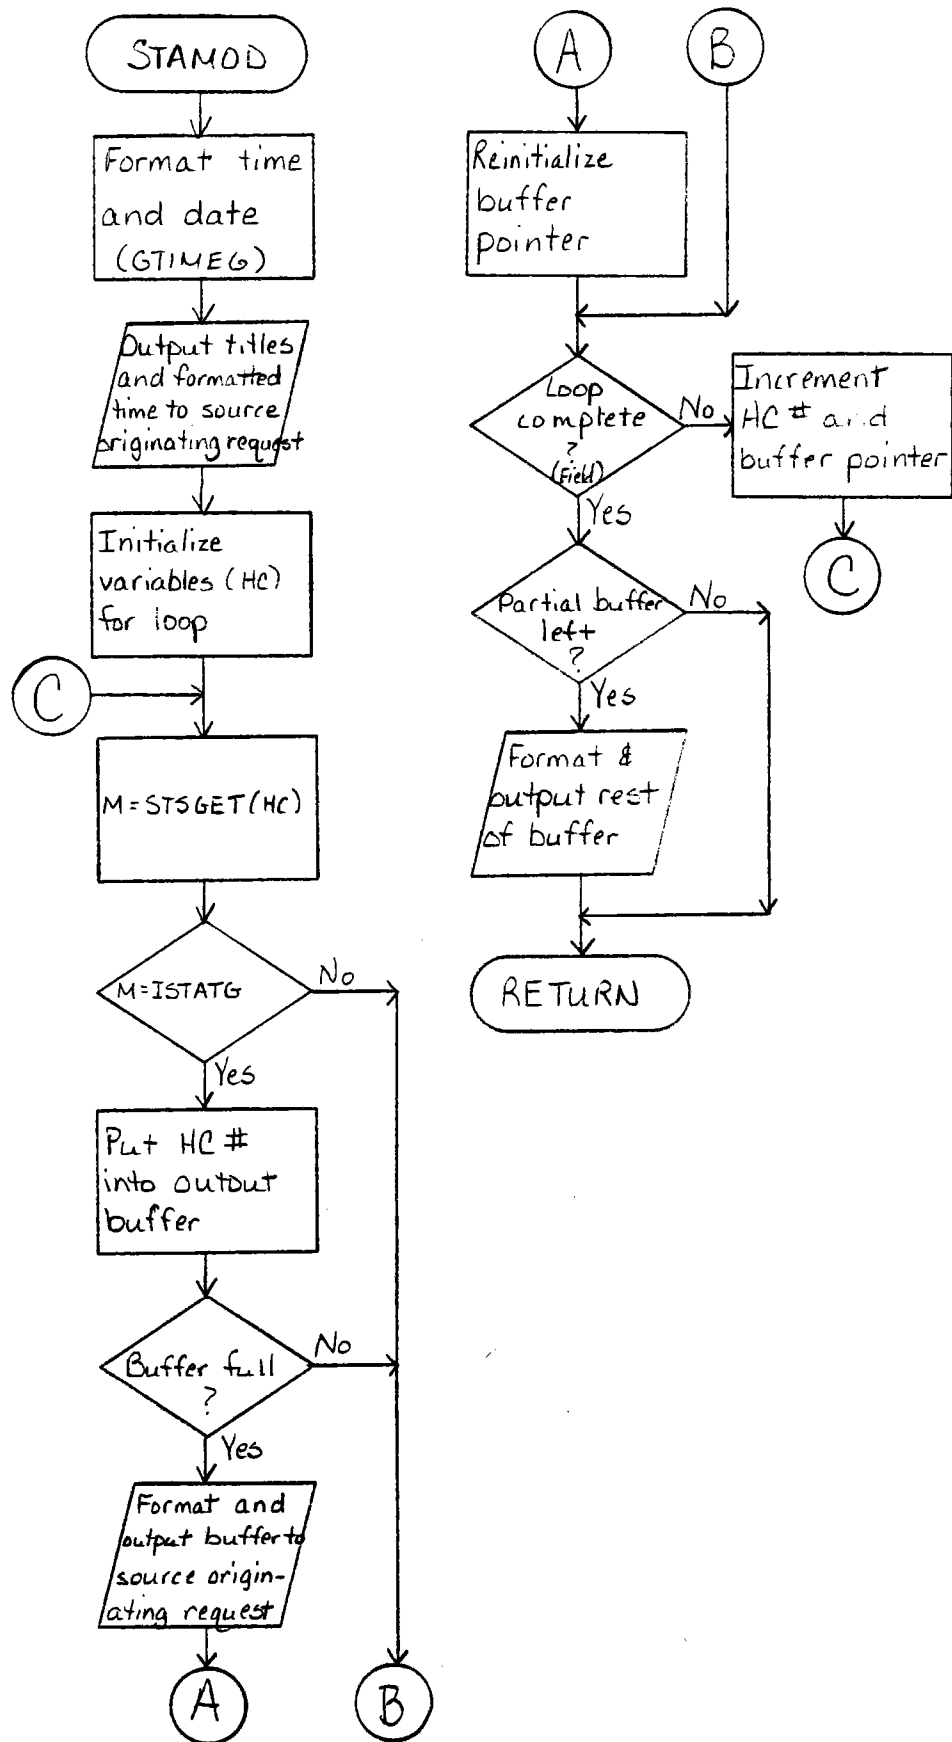 STAMOD
Format time
and date
(GTIMEG)
Output titles
and formatted
time to source
originating request
Initialize
variables (HC)
for loop
C
M=STSGET(HC)
M=ISTATG
No
Yes
Put HC #
into output
buffer
Buffer full
?
No
Yes
Format and
output buffer to
source origin-
ating request
A
B
A
B
Reinitialize
buffer
pointer
Loop
complete
?
(Field)
No
Yes
Increment
HC # and
buffer pointer
C
Partial buffer
left
?
No
Yes
Format &
output rest
of buffer
RETURN